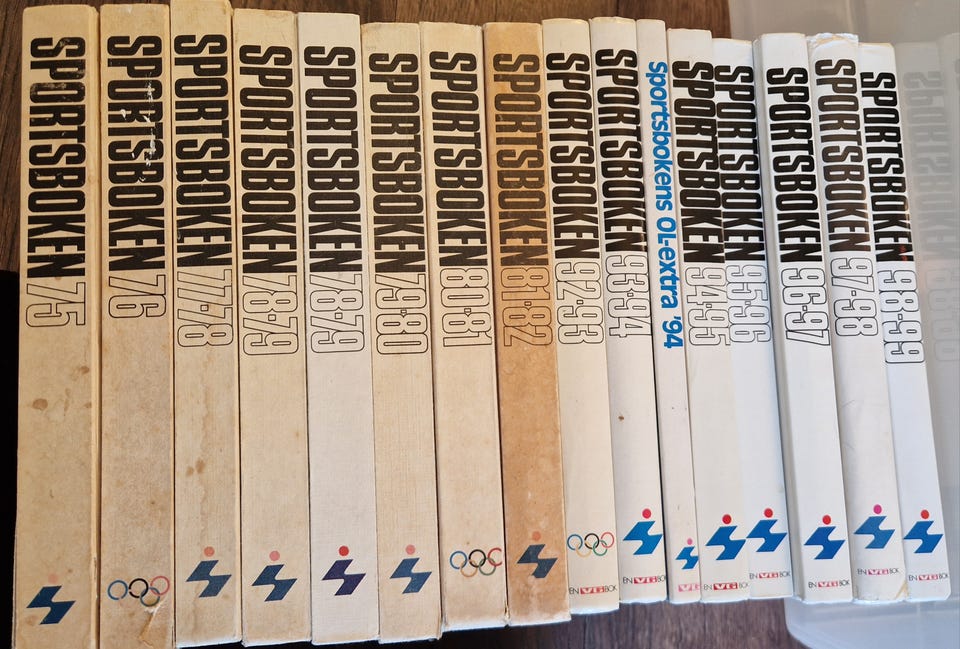 SPORTSBOKEN 75
SPORTSBOKEN 76
SPORTSBOKEN 77-78
SPORTSBOKEN 78-79
SPORTSBOKEN 78-79
SPORTSBOKEN 79-80
SPORTSBOKEN 80-81
SPORTSBOKEN 81-82
SPORTSBOKEN 92-93
EN VG BOK
SPORTSBOKEN 93-94
EN VG BOK
Sportsbokens Ol-extra '94
VG
SPORTSBOKEN 94-95
EN VG BOK
SPORTSBOKEN 95-96
EN VG BOK
SPORTSBOKEN 96-97
EN VG BOK
SPORTSBOKEN 97-98
EN VG BOK
SPORTSBOKEN 98-99
EN VG BOK